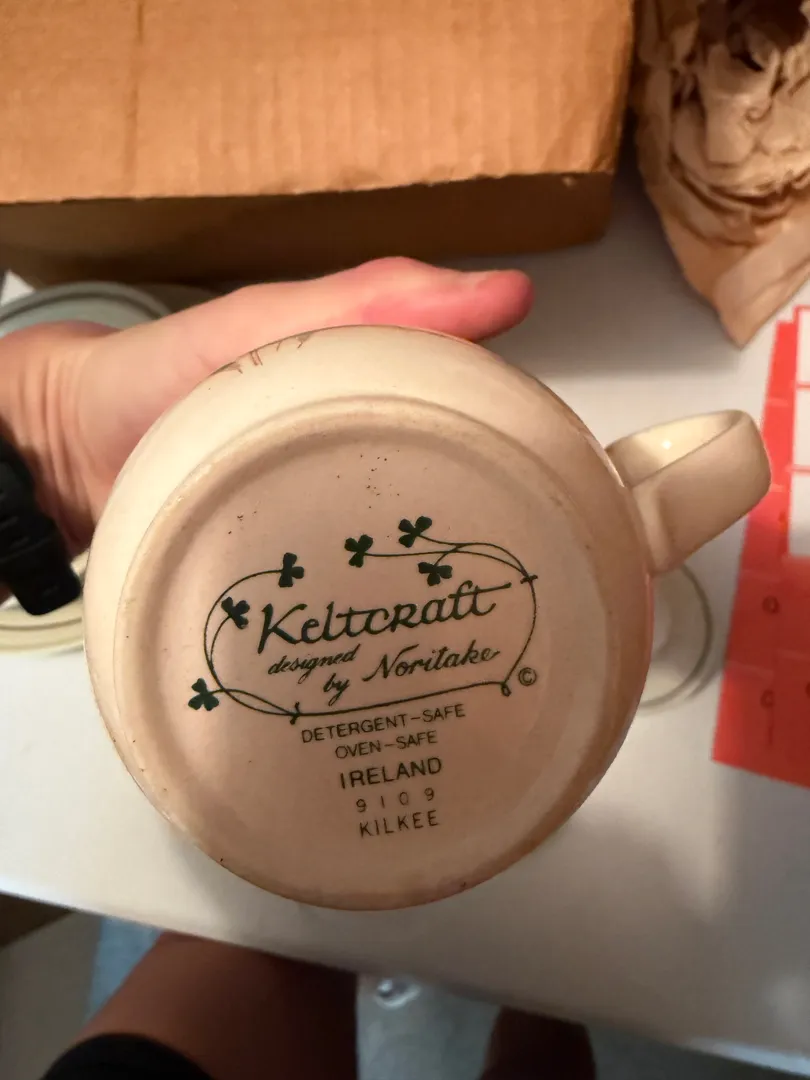 Keltcraft
designed
by Noritake
©
DETERGENT-SAFE
OVEN-SAFE
IRELAND
9109
KILKEE